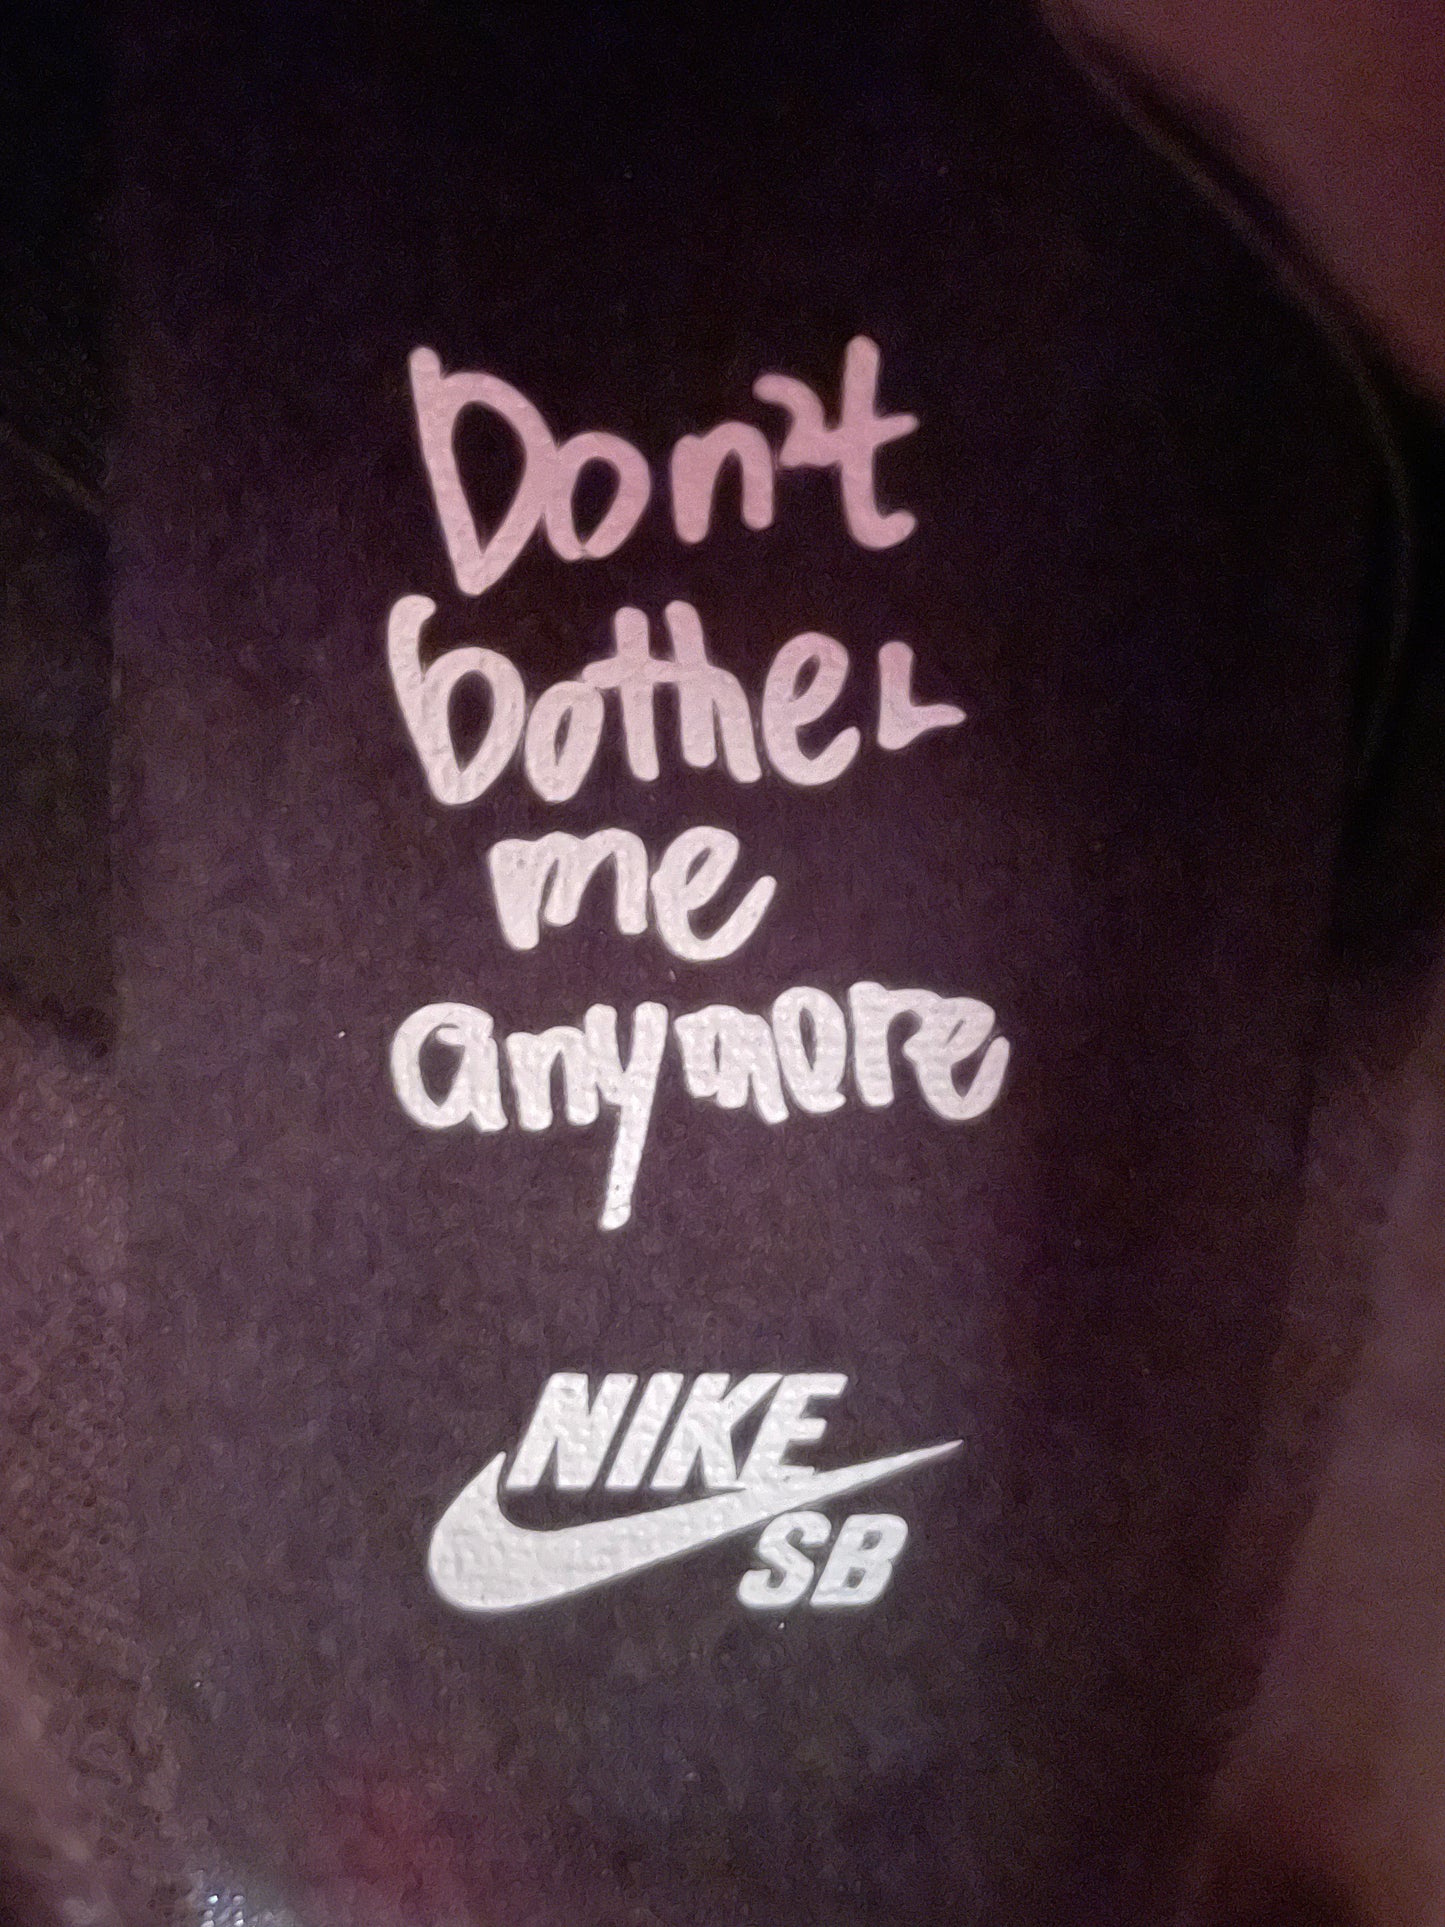 Don't
bother
me
anymore
NIKE
SB